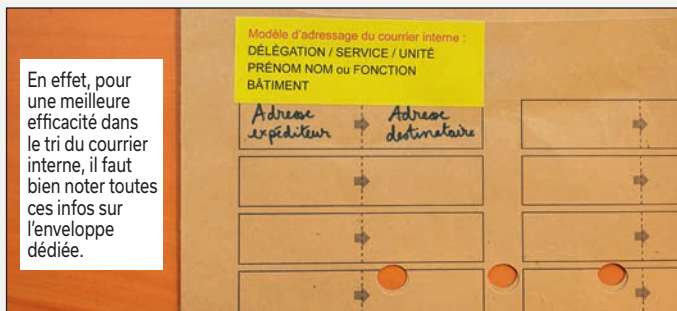 En effet, pour
une meilleure
efficacité dans
le tri du courrier
interne, il faut
bien noter toutes
ces infos sur
l'enveloppe
dédiée.
Modèle d'adressage du courrier interne :
DÉLÉGATION / SERVICE / UNITÉ
PRÉNOM NOM ou FONCTION
BÂTIMENT
Adresse expéditeur
Adresse destinataire